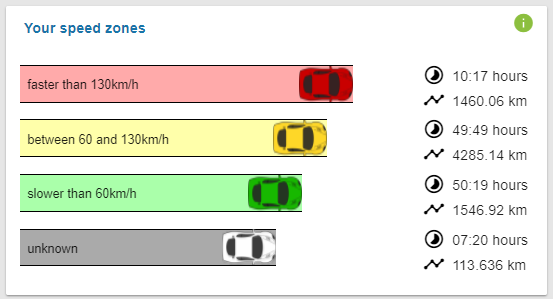 Your speed zones
i
faster than 130km/h
10:17 hours
1460.06 km
between 60 and 130km/h
49:49 hours
4285.14 km
slower than 60km/h
50:19 hours
1546.92 km
unknown
07:20 hours
113.636 km